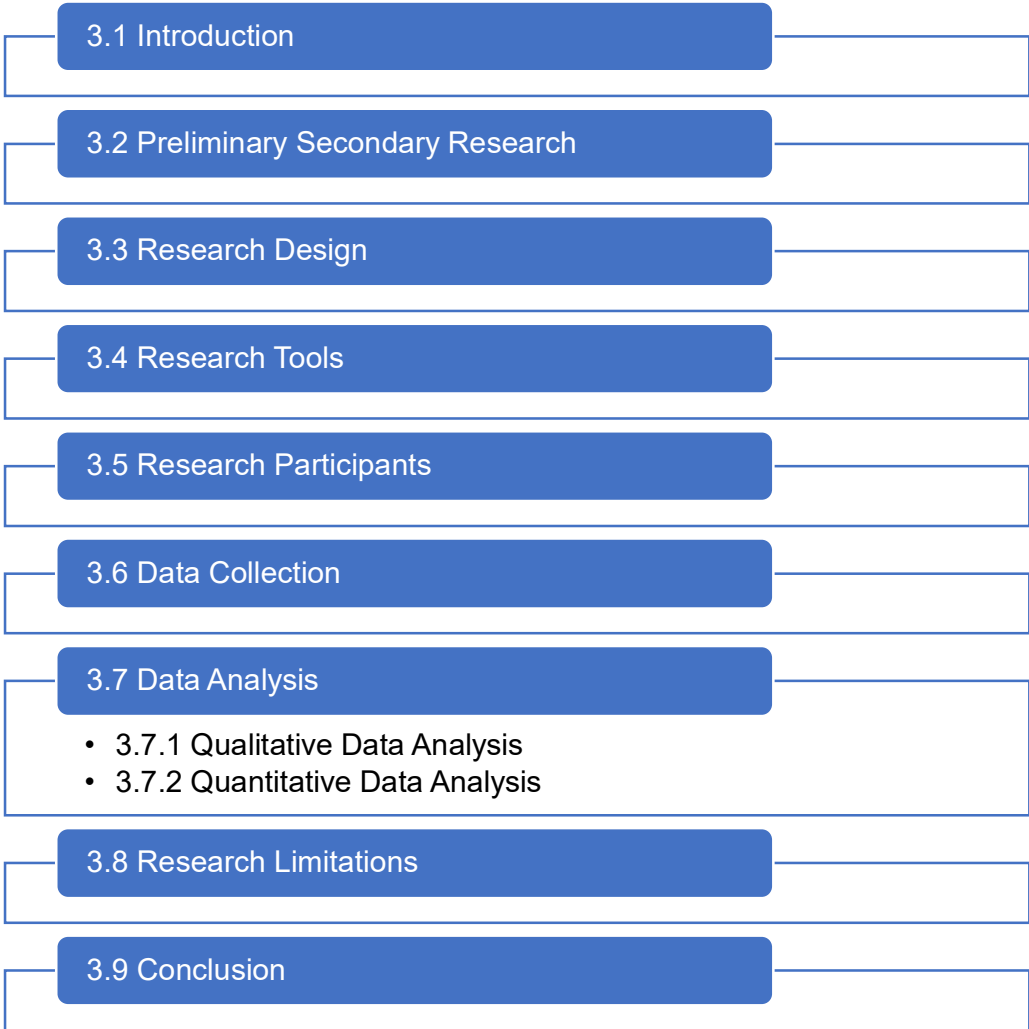 3.1 Introduction
3.2 Preliminary Secondary Research
3.3 Research Design
3.4 Research Tools
3.5 Research Participants
3.6 Data Collection
3.7 Data Analysis
• 3.7.1 Qualitative Data Analysis
• 3.7.2 Quantitative Data Analysis
3.8 Research Limitations
3.9 Conclusion